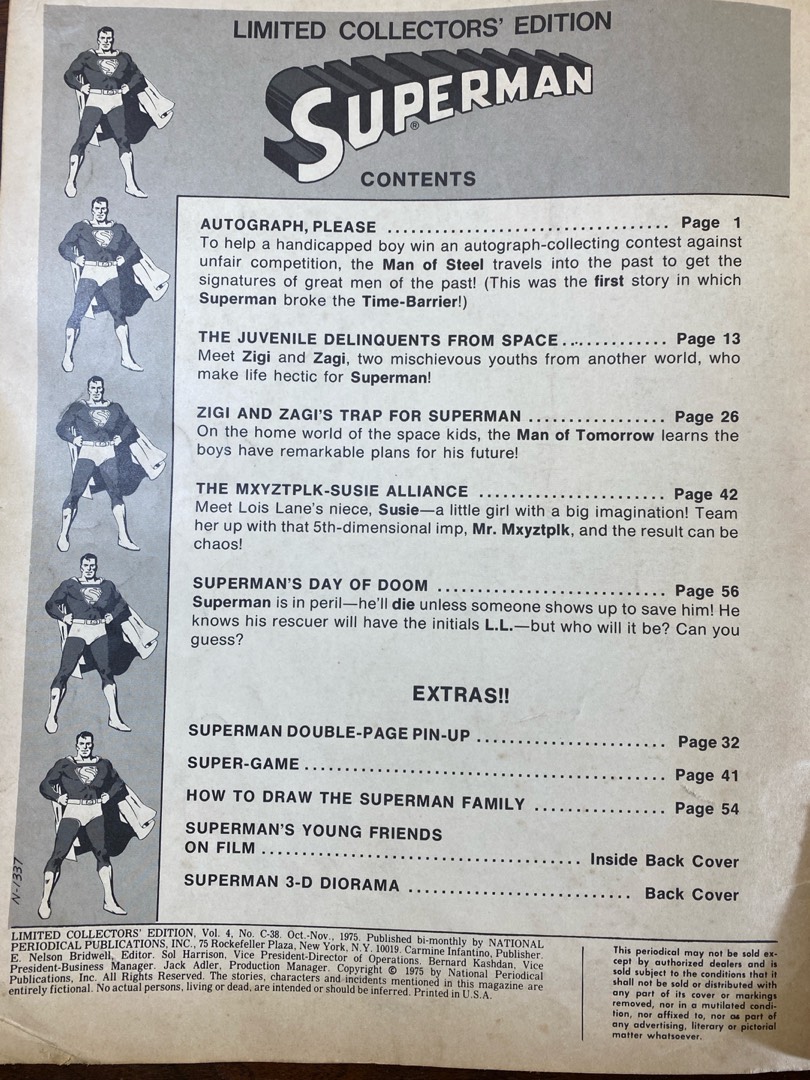 LIMITED COLLECTORS' EDITION
SUPERMAN®
CONTENTS
AUTOGRAPH, PLEASE .................................... Page 1
To help a handicapped boy win an autograph-collecting contest against
unfair competition, the Man of Steel travels into the past to get the
signatures of great men of the past! (This was the first story in which
Superman broke the Time-Barrier!)
THE JUVENILE DELINQUENTS FROM SPACE ............. Page 13
Meet Zigi and Zagi, two mischievous youths from another world, who
make life hectic for Superman!
ZIGI AND ZAGI'S TRAP FOR SUPERMAN ................. Page 26
On the home world of the space kids, the Man of Tomorrow learns the
boys have remarkable plans for his future!
THE MXYZTPLK-SUSIE ALLIANCE ....................... Page 42
Meet Lois Lane's niece, Susie—a little girl with a big imagination! Team
her up with that 5th-dimensional imp, Mr. Mxyztplk, and the result can be
chaos!
SUPERMAN'S DAY OF DOOM ............................ Page 56
Superman is in peril—he'll die unless someone shows up to save him! He
knows his rescuer will have the initials L.L.—but who will it be? Can you
guess?
EXTRAS!!
SUPERMAN DOUBLE-PAGE PIN-UP ....................... Page 32
SUPER-GAME ............................................. Page 41
HOW TO DRAW THE SUPERMAN FAMILY ................ Page 54
SUPERMAN'S YOUNG FRIENDS
ON FILM ....................................... Inside Back Cover
SUPERMAN 3-D DIORAMA ........................... Back Cover
N-1337
LIMITED COLLECTORS' EDITION, Vol. 4, No. C-38. Oct.-Nov., 1975. Published bi-monthly by NATIONAL
PERIODICAL PUBLICATIONS, INC., 75 Rockefeller Plaza, New York, N.Y. 10019. Carmine Infantino, Publisher.
E. Nelson Bridwell, Editor. Sol Harrison, Vice President-Director of Operations. Bernard Kashdan, Vice
President-Business Manager. Jack Adler, Production Manager. Copyright © 1975 by National Periodical
Publications, Inc. All Rights Reserved. The stories, characters and incidents mentioned in this magazine are
entirely fictional. No actual persons, living or dead, are intended or should be inferred. Printed in U.S.A.
This periodical may not be sold ex-
cept by authorized dealers and is
sold subject to the conditions that it
shall not be sold or distributed with
any part of its cover or markings
removed, nor in a mutilated condi-
tion, nor affixed to, nor as part of
any advertising, literary or pictorial
matter whatsoever.